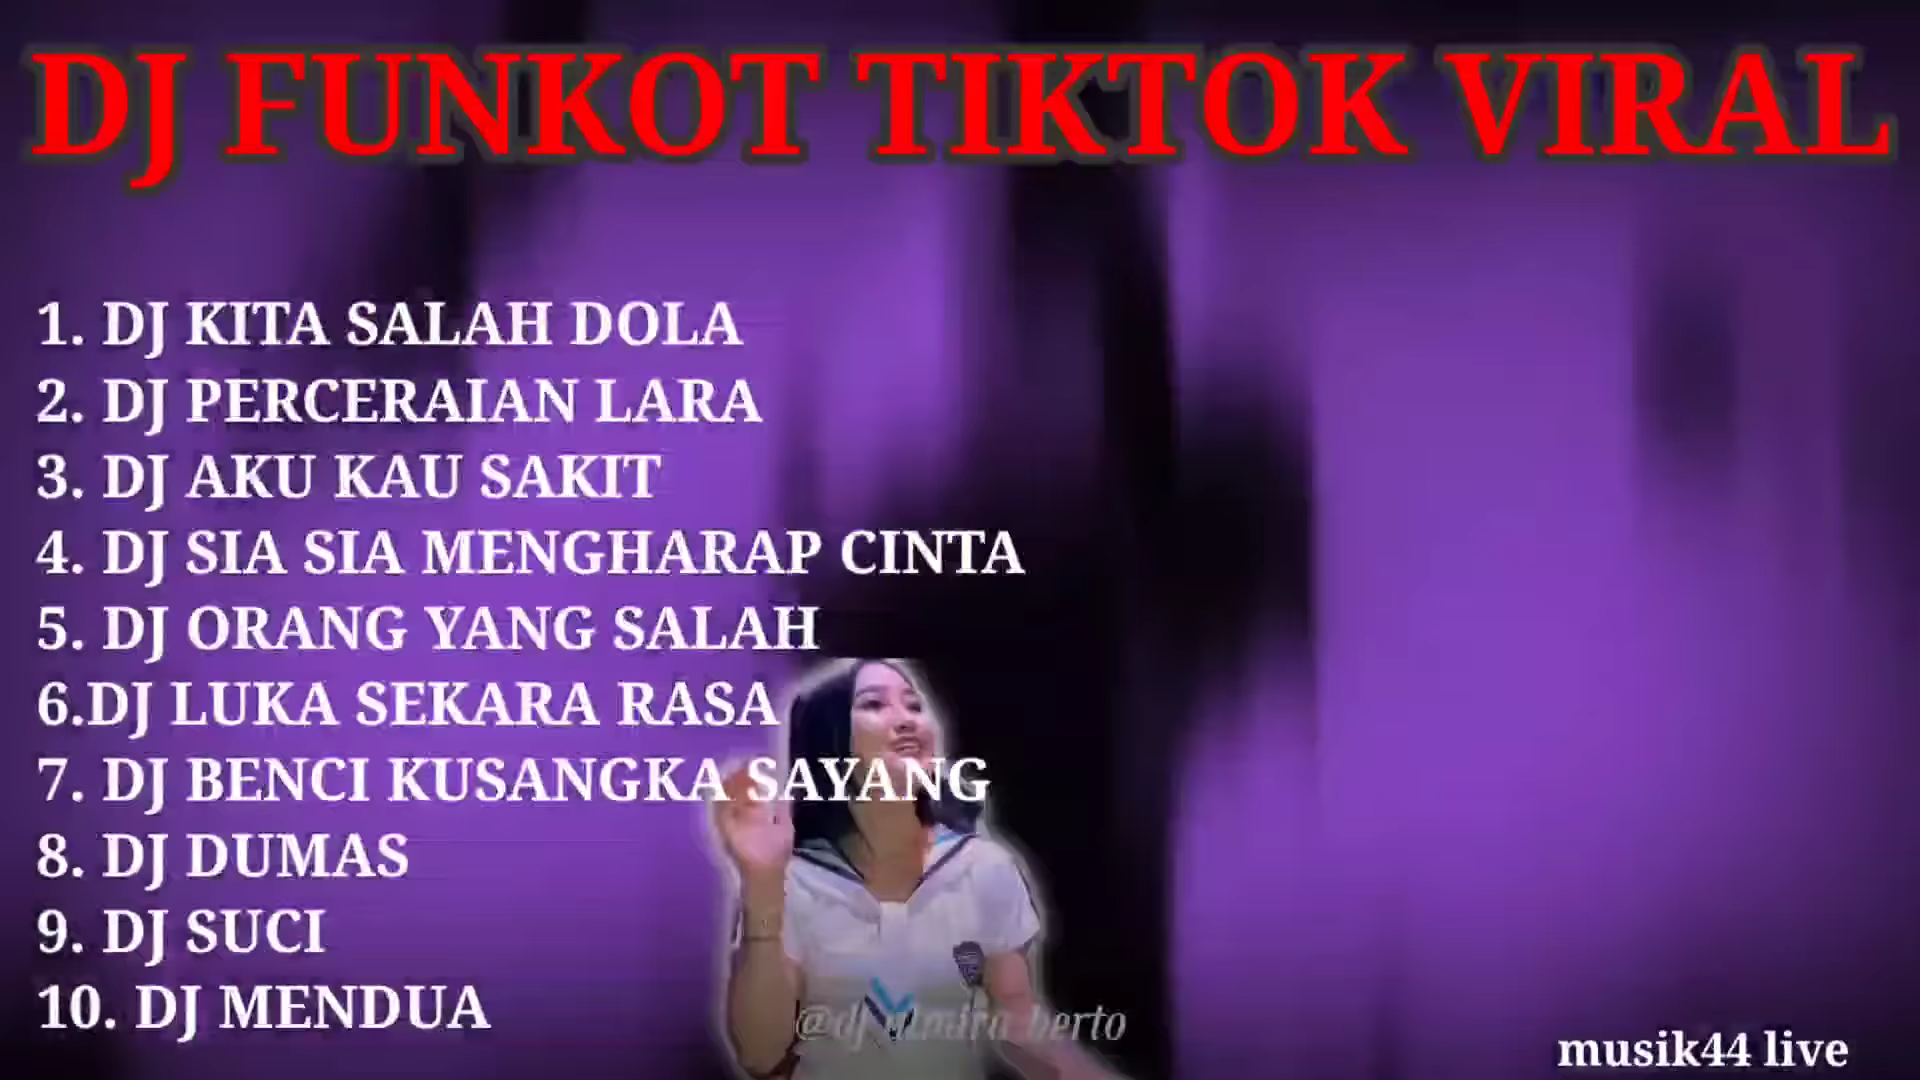 DJ FUNKOT TIKTOK VIRAL
1. DJ KITA SALAH DOLA
2. DJ PERCERAIAN LARA
3. DJ AKU KAU SAKIT
4. DJ SIA SIA MENGHARAP CINTA
5. DJ ORANG YANG SALAH
6.DJ LUKA SEKARA RASA
7. DJ BENCI KUSANGKA SAYANG
8. DJ DUMAS
9. DJ SUCI
10. DJ MENDUA
@dj berto
musik44 live